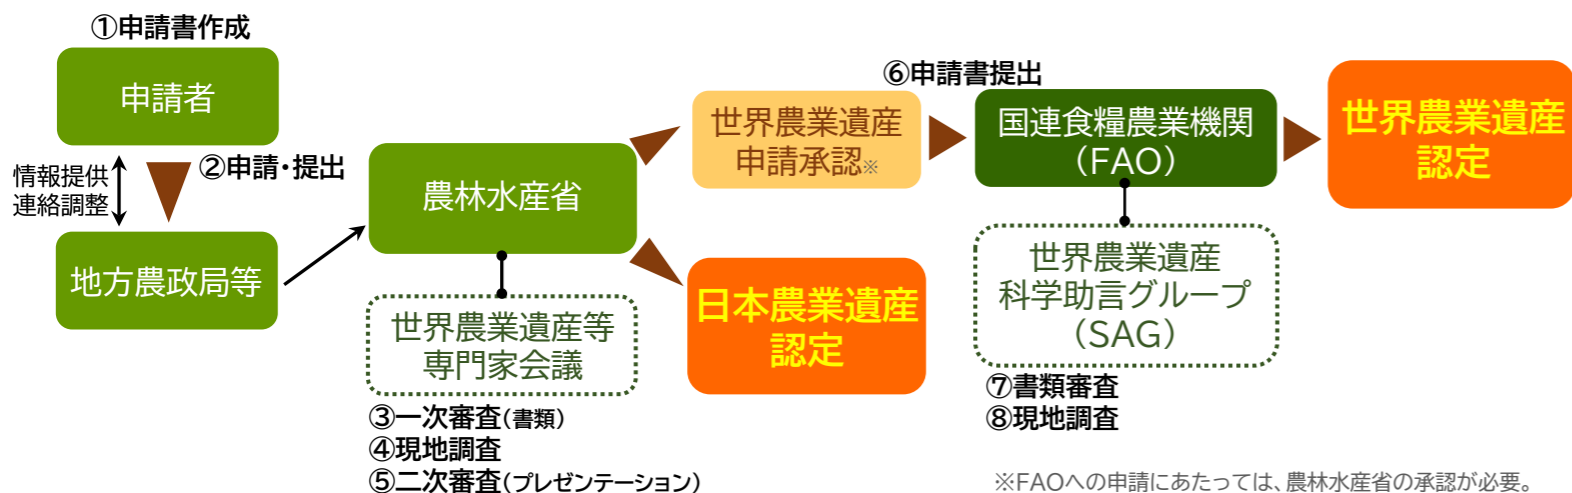 ①申請書作成
申請者
情報提供
連絡調整
②申請・提出
地方農政局等
農林水産省
世界農業遺産等
専門家会議
③一次審査(書類)
④現地調査
⑤二次審査(プレゼンテーション)
世界農業遺産
申請承認※
日本農業遺産
認定
⑥申請書提出
国連食糧農業機関
(FAO)
世界農業遺産
科学助言グループ
(SAG)
⑦書類審査
⑧現地調査
世界農業遺産
認定
※FAOへの申請にあたっては、農林水産省の承認が必要。